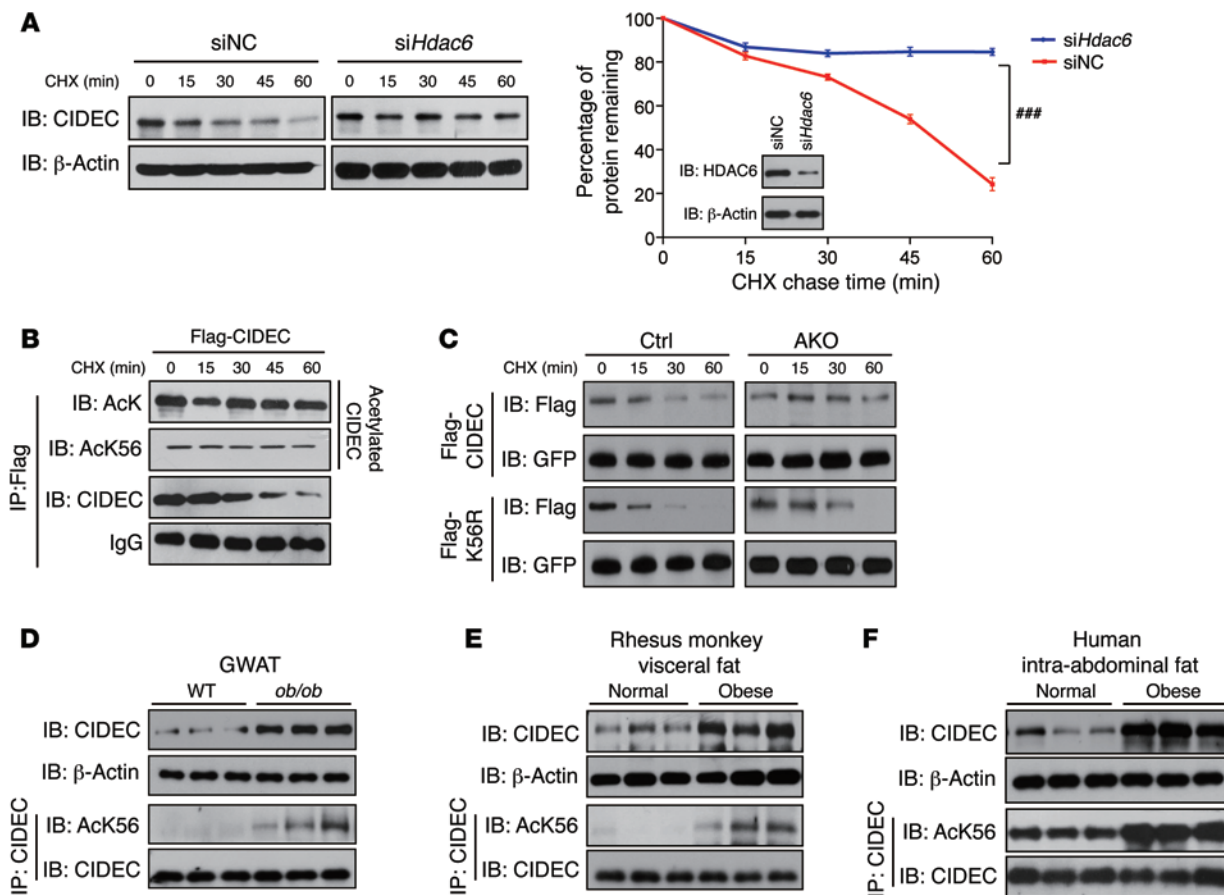 A
siNC siHdac6
CHX (min) 0 15 30 45 60 0 15 30 45 60
IB: CIDEC
IB: β-Actin
Percentage of
protein remaining
100
80
60
40
20
0
0 15 30 45 60
CHX chase time (min)
siHdac6
siNC
###
siNC siHdac6
IB: HDAC6
IB: β-Actin
B
Flag-CIDEC
CHX (min) 0 15 30 45 60
IP:Flag
IB: AcK
IB: AcK56
IB: CIDEC
IgG
Acetylated
CIDEC
C
Ctrl AKO
CHX (min) 0 15 30 60 0 15 30 60
Flag-
CIDEC
IB: Flag
IB: GFP
Flag-
K56R
IB: Flag
IB: GFP
D
GWAT
WT ob/ob
IB: CIDEC
IB: β-Actin
IP: CIDEC
IB: AcK56
IB: CIDEC
E
Rhesus monkey
visceral fat
Normal Obese
IB: CIDEC
IB: β-Actin
IP: CIDEC
IB: AcK56
IB: CIDEC
F
Human
intra-abdominal fat
Normal Obese
IB: CIDEC
IB: β-Actin
IP: CIDEC
IB: AcK56
IB: CIDEC